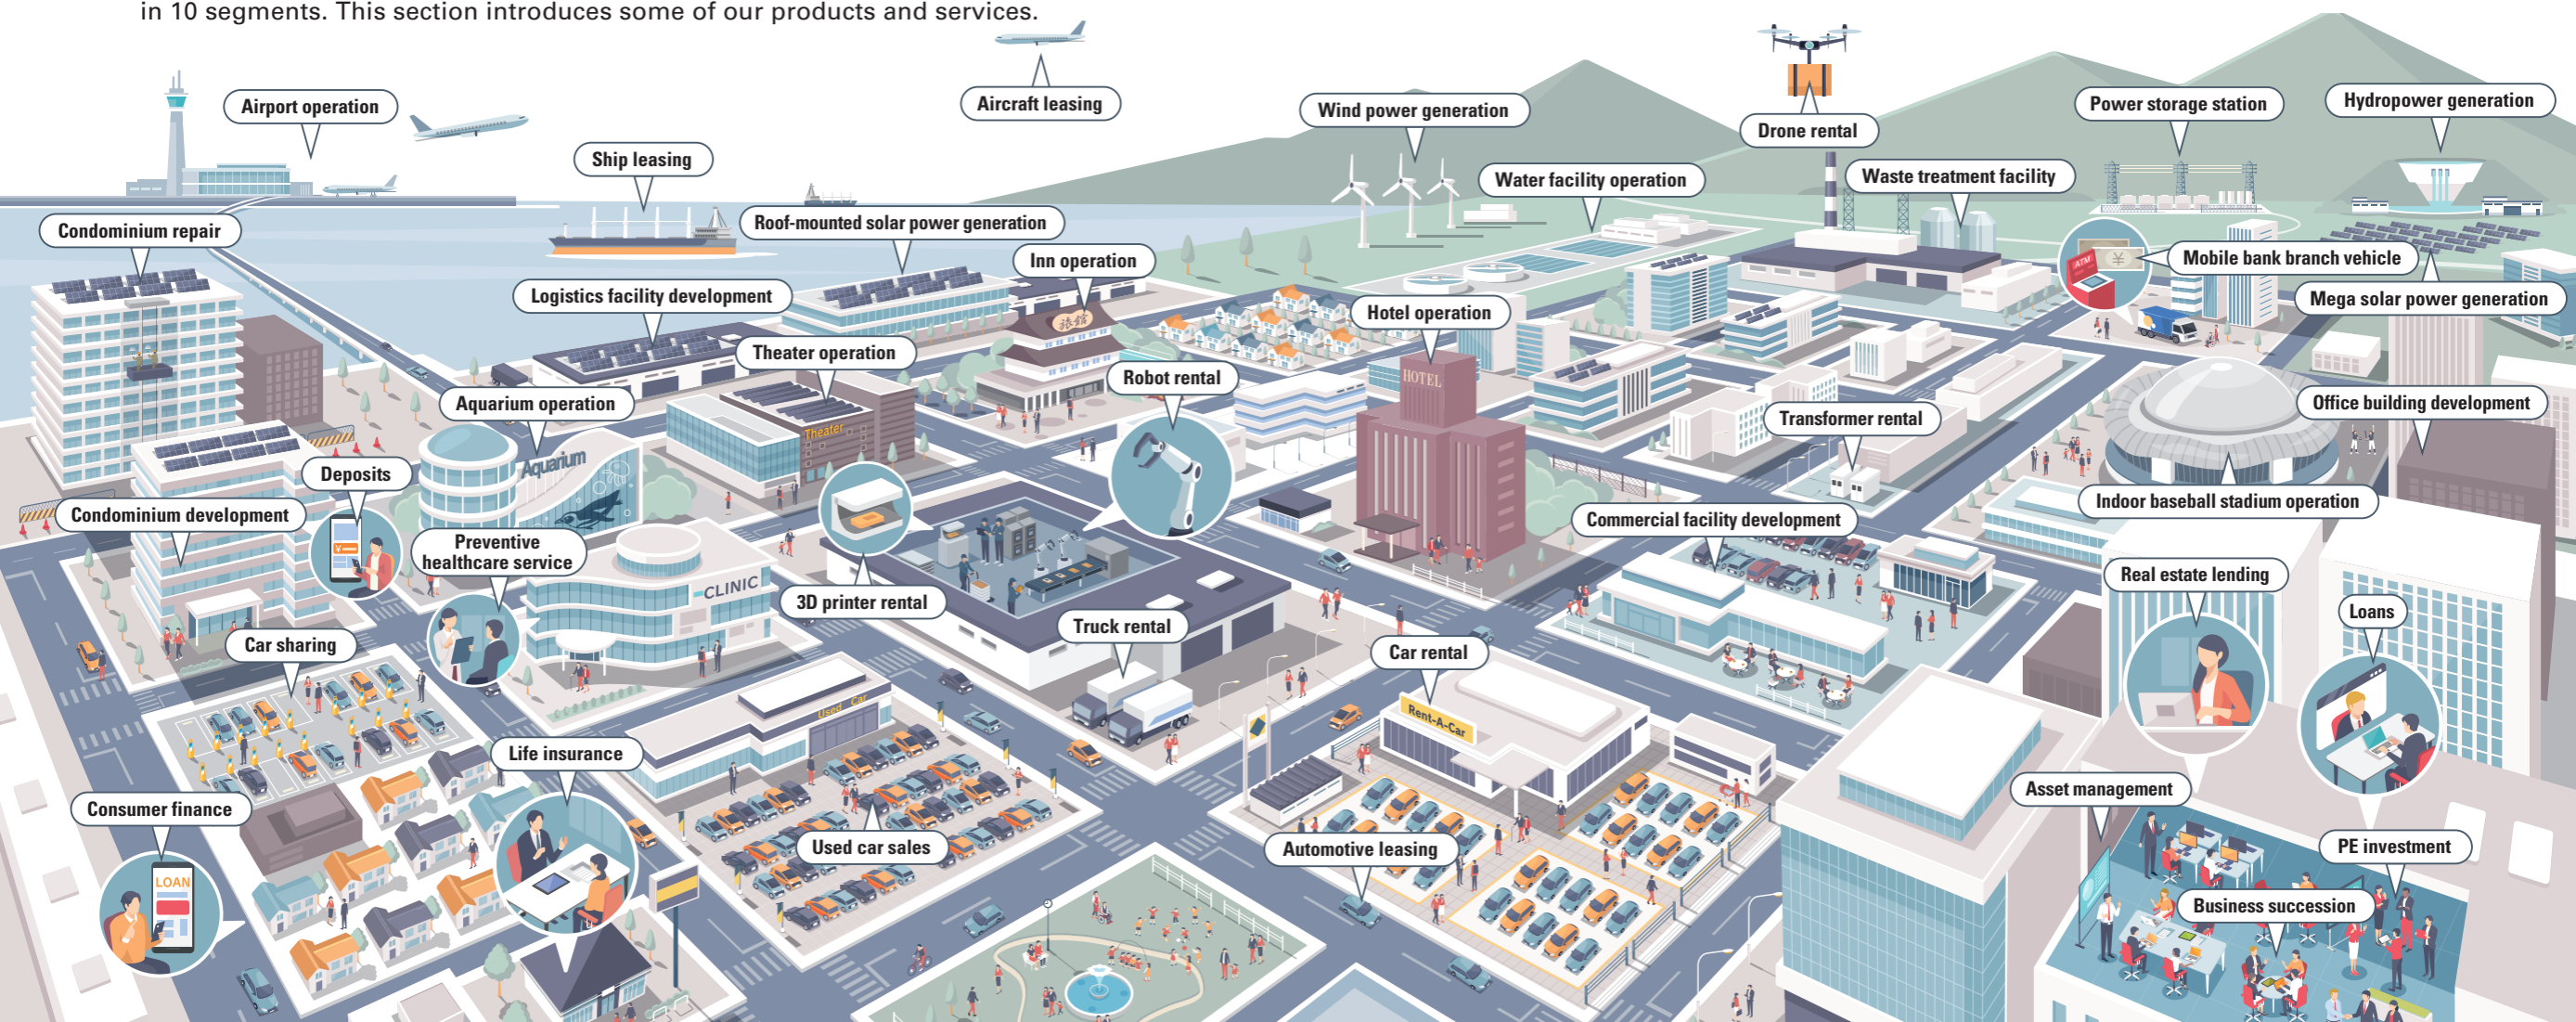 in 10 segments. This section introduces some of our products and services.
Airport operation
Aircraft leasing
Wind power generation
Drone rental
Power storage station
Hydropower generation
Ship leasing
Water facility operation
Waste treatment facility
Condominium repair
Roof-mounted solar power generation
Inn operation
旅館
ATM
¥
Mobile bank branch vehicle
Logistics facility development
Hotel operation
Mega solar power generation
Theater operation
Robot rental
HOTEL
Aquarium operation
Theater
Transformer rental
Office building development
Deposits
Aquarium
Indoor baseball stadium operation
Condominium development
¥
Commercial facility development
Preventive
healthcare service
CLINIC
3D printer rental
Real estate lending
Loans
Car sharing
Truck rental
Car rental
Used Car
Rent-A-Car
Life insurance
Consumer finance
Asset management
Used car sales
Automotive leasing
PE investment
LOAN
Business succession